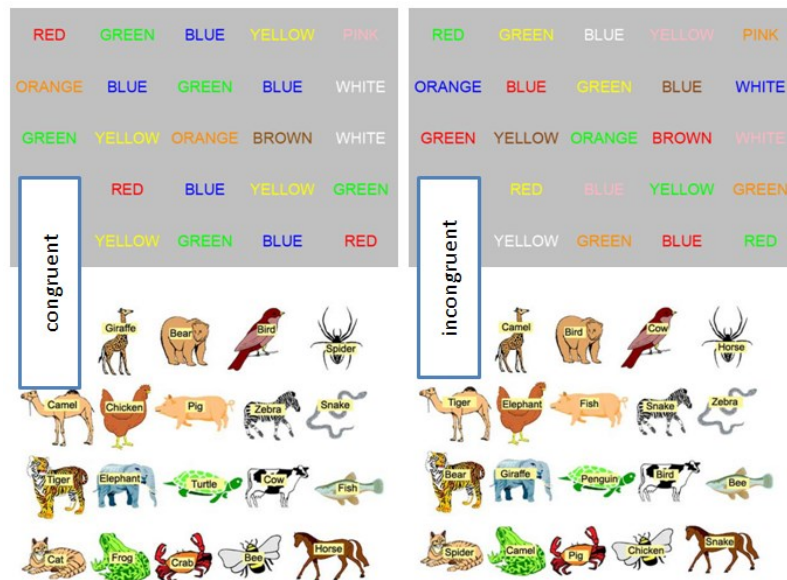 RED GREEN BLUE YELLOW PINK
ORANGE BLUE GREEN BLUE WHITE
GREEN YELLOW ORANGE BROWN WHITE
RED BLUE YELLOW GREEN
YELLOW GREEN BLUE RED
congruent
Giraffe Bear Bird Spider
Camel Chicken Pig Zebra Snake
Tiger Elephant Turtle Cow Fish
Cat Frog Crab Bee Horse
RED GREEN BLUE YELLOW PINK
ORANGE BLUE GREEN BLUE WHITE
GREEN YELLOW ORANGE BROWN WHITE
RED BLUE YELLOW GREEN
YELLOW GREEN BLUE RED
incongruent
Camel Bird Cow Horse
Tiger Elephant Fish Snake Zebra
Bear Giraffe Penguin Bird Bee
Spider Camel Pig Chicken Snake